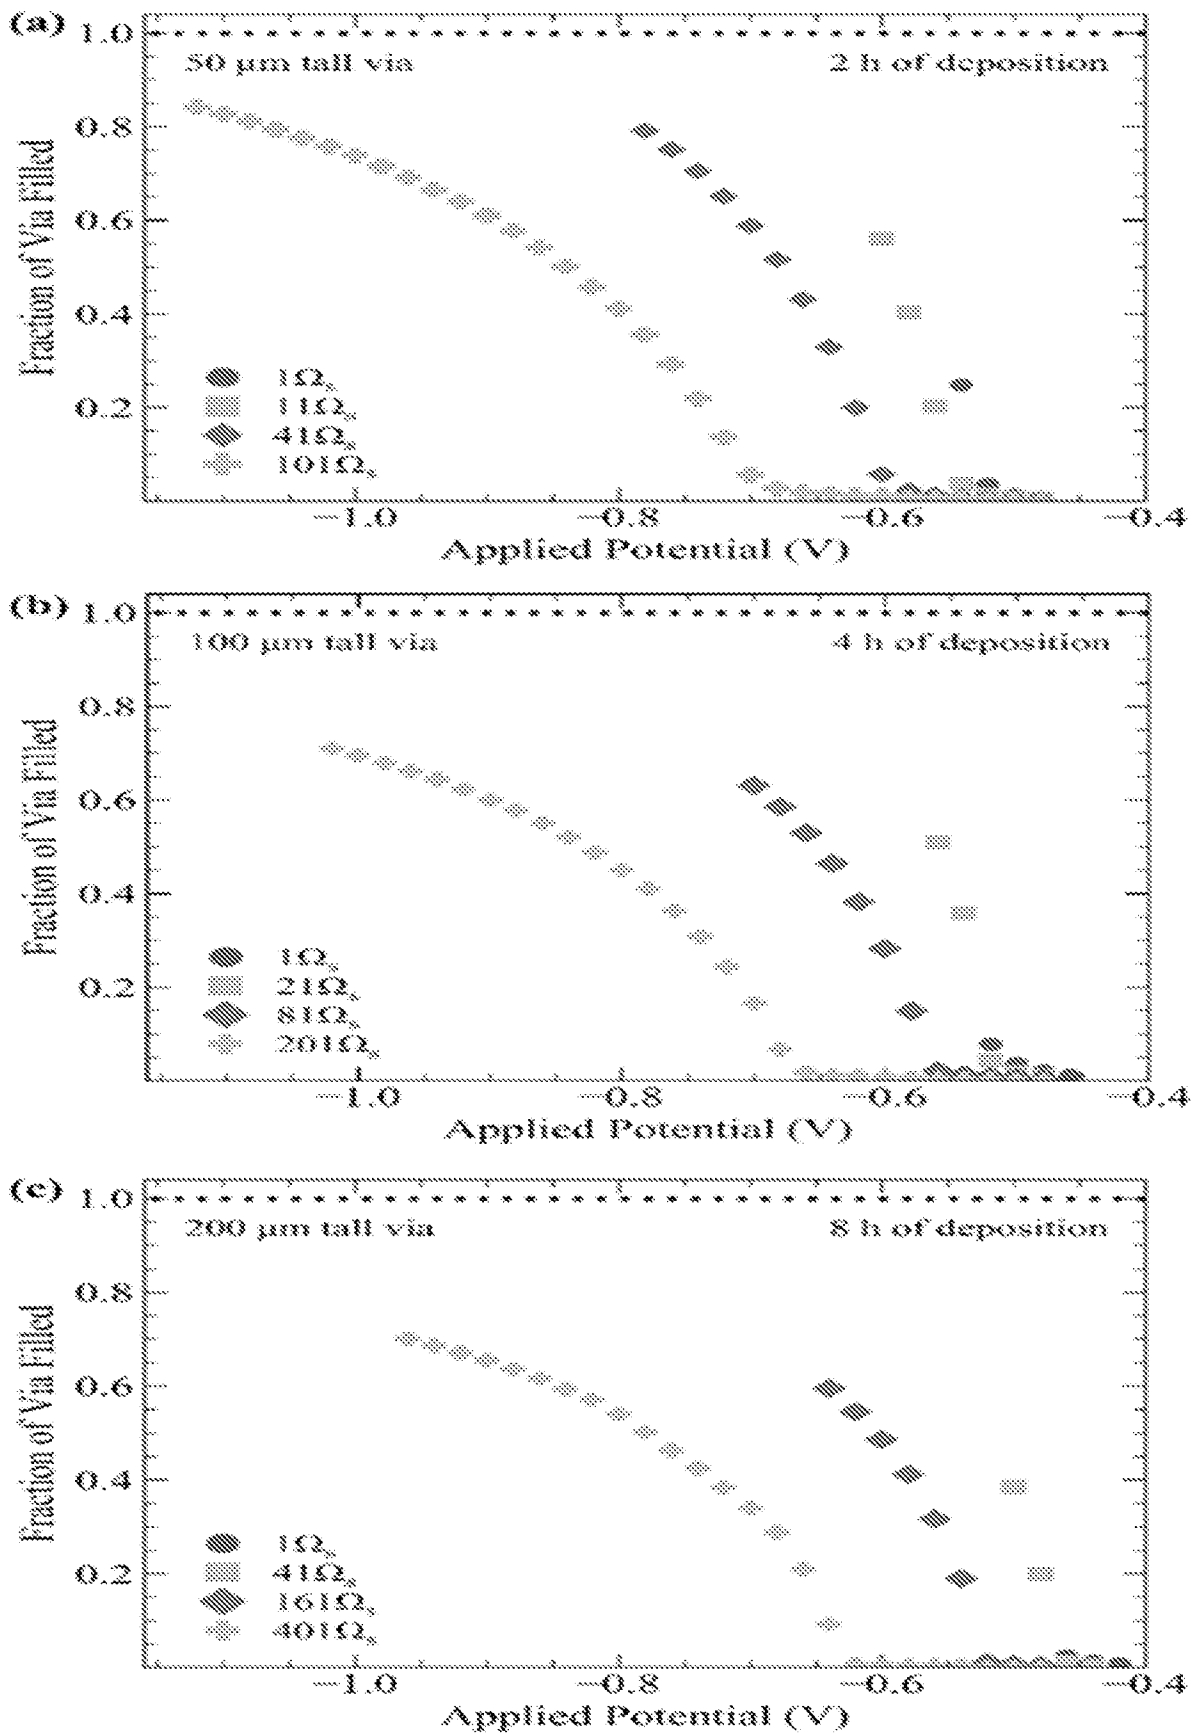 (a)
1.0
50 µm tall via
2 h of deposition
0.8
0.6
0.4
0.2
Fraction of Via Filled
1Ωs
11Ωs
41Ωs
101Ωs
−1.0 −0.8 −0.6 −0.4
Applied Potential (V)
(b)
1.0
100 µm tall via
4 h of deposition
0.8
0.6
0.4
0.2
Fraction of Via Filled
1Ωs
21Ωs
81Ωs
201Ωs
−1.0 −0.8 −0.6 −0.4
Applied Potential (V)
(c)
1.0
200 µm tall via
8 h of deposition
0.8
0.6
0.4
0.2
Fraction of Via Filled
1Ωs
41Ωs
161Ωs
401Ωs
−1.0 −0.8 −0.6 −0.4
Applied Potential (V)